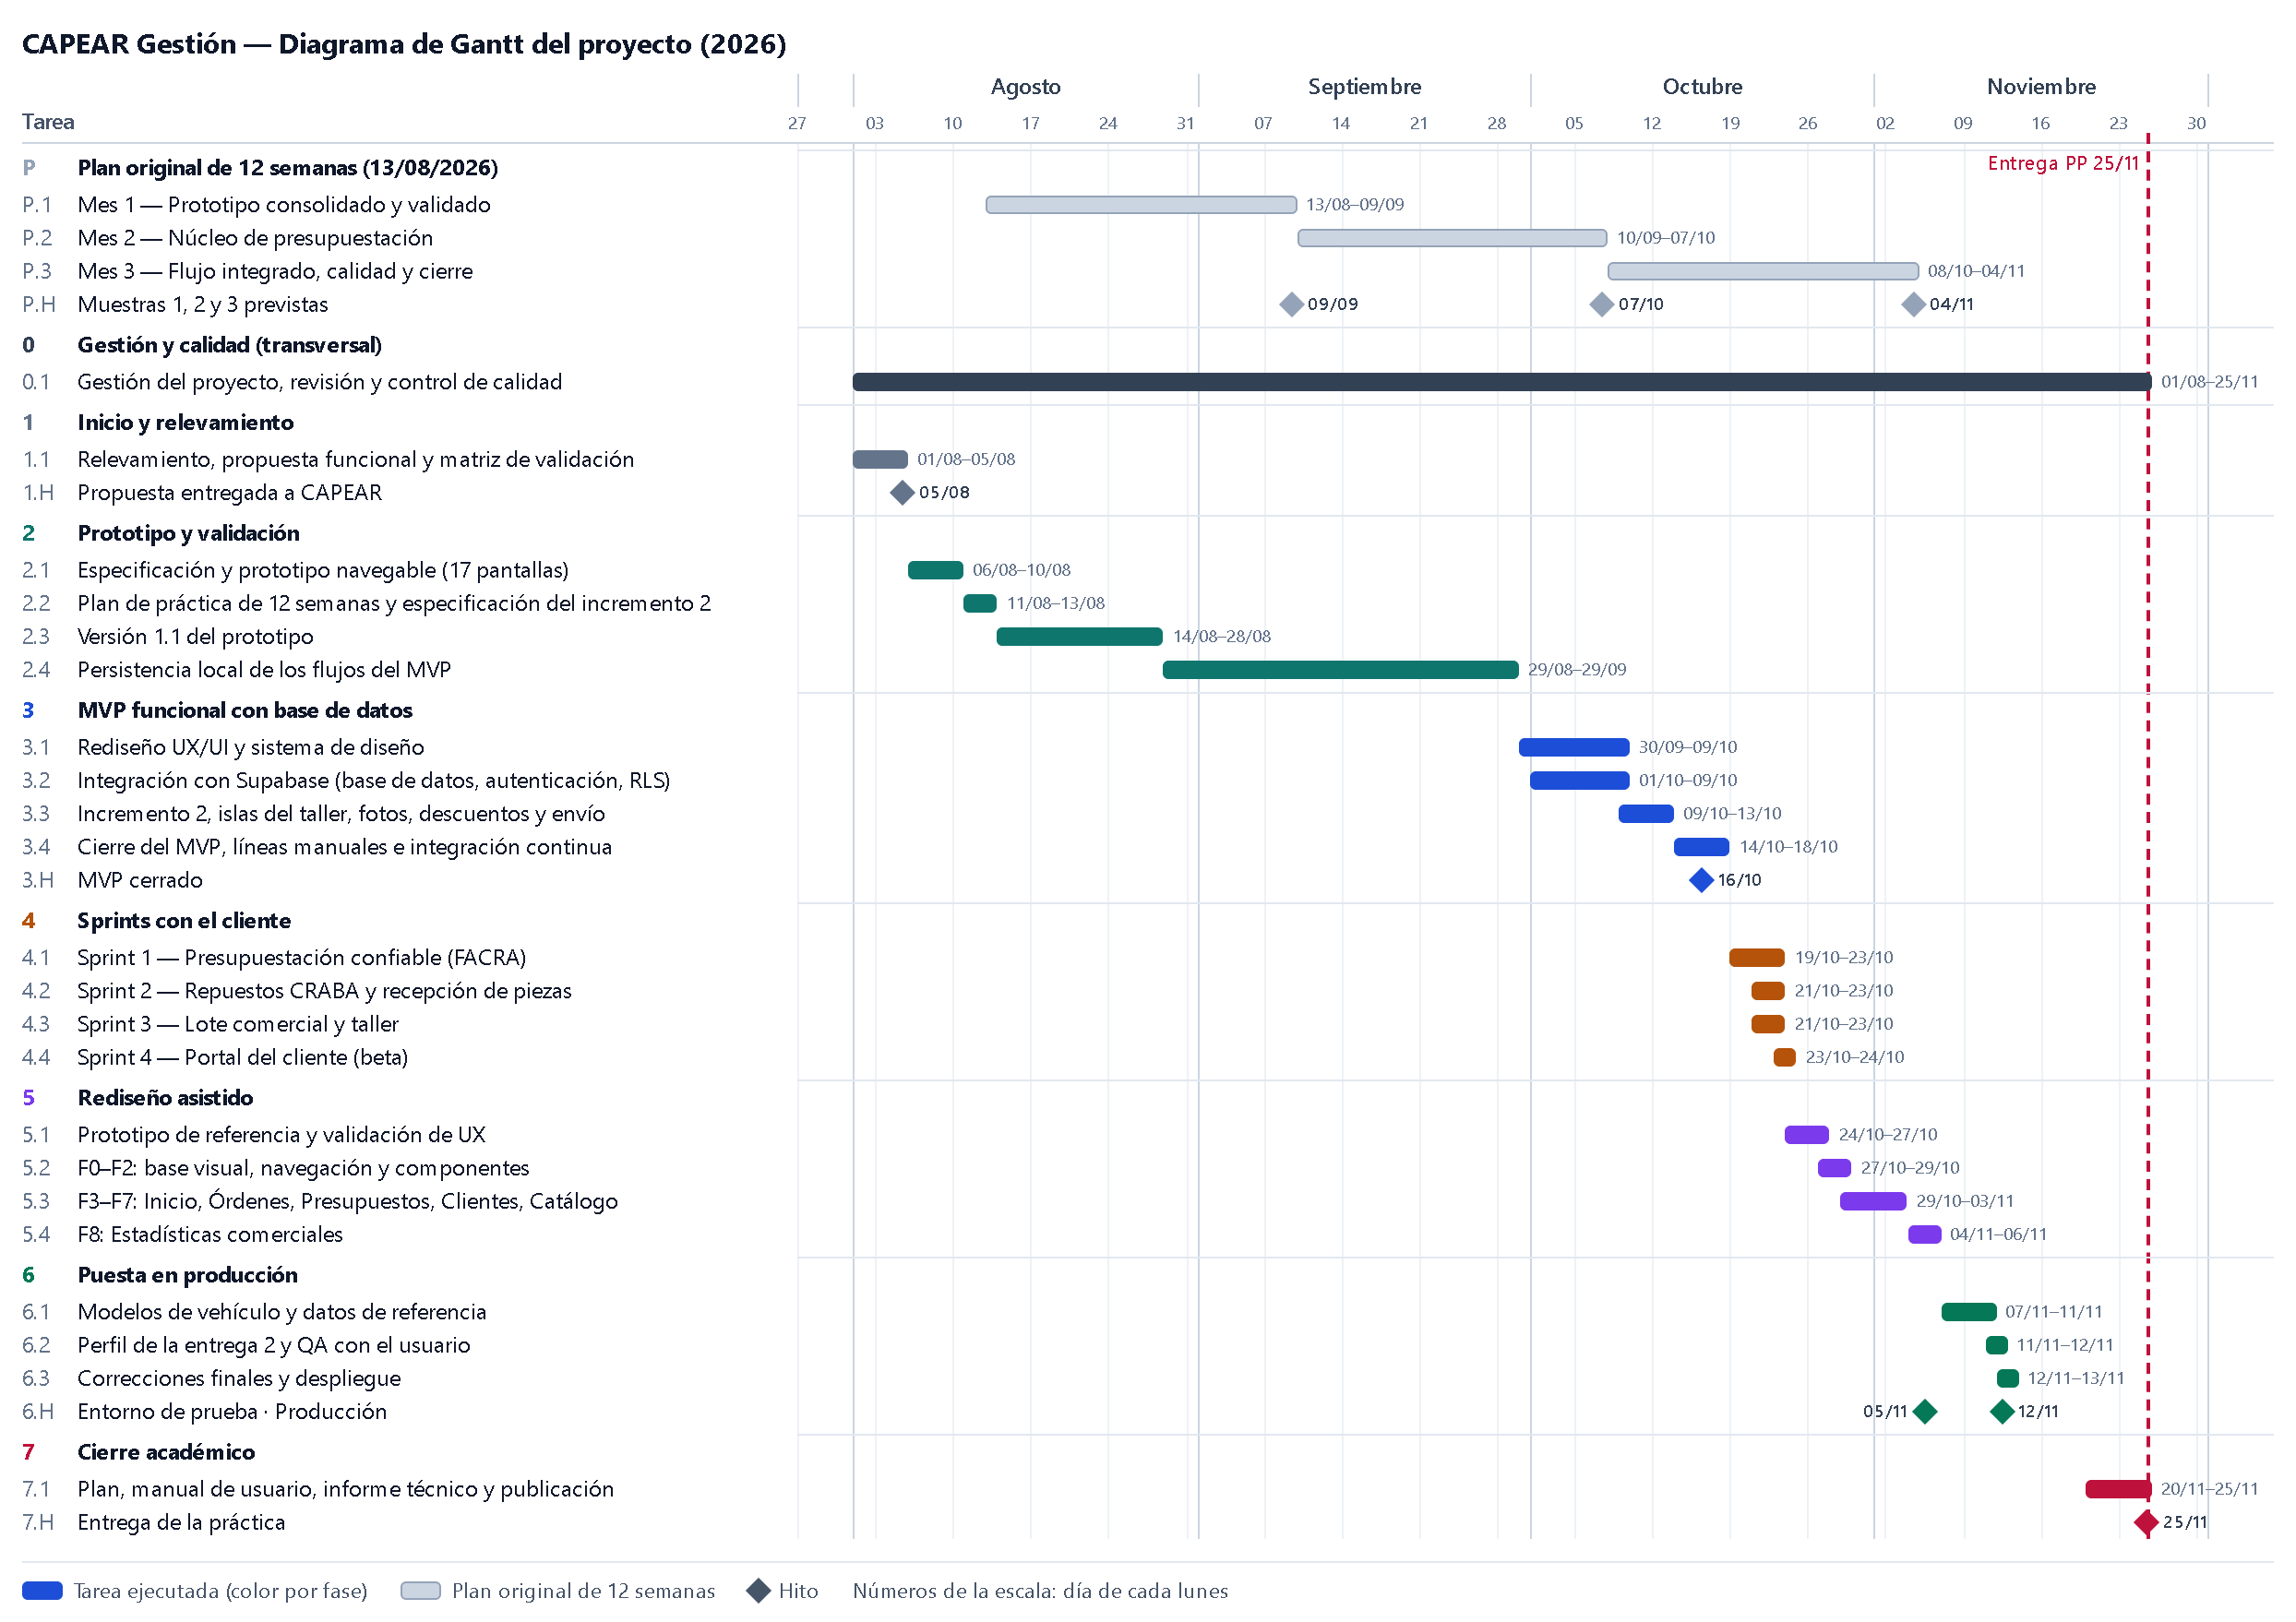 CAPEAR Gestión — Diagrama de Gantt del proyecto (2026)
Agosto Septiembre Octubre Noviembre
Tarea 27 03 10 17 24 31 07 14 21 28 05 12 19 26 02 09 16 23 30
P Plan original de 12 semanas (13/08/2026) Entrega PP 25/11
P.1 Mes 1 — Prototipo consolidado y validado 13/08–09/09
P.2 Mes 2 — Núcleo de presupuestación 10/09–07/10
P.3 Mes 3 — Flujo integrado, calidad y cierre 08/10–04/11
P.H Muestras 1, 2 y 3 previstas 09/09 07/10 04/11
0 Gestión y calidad (transversal)
0.1 Gestión del proyecto, revisión y control de calidad 01/08–25/11
1 Inicio y relevamiento
1.1 Relevamiento, propuesta funcional y matriz de validación 01/08–05/08
1.H Propuesta entregada a CAPEAR 05/08
2 Prototipo y validación
2.1 Especificación y prototipo navegable (17 pantallas) 06/08–10/08
2.2 Plan de práctica de 12 semanas y especificación del incremento 2 11/08–13/08
2.3 Versión 1.1 del prototipo 14/08–28/08
2.4 Persistencia local de los flujos del MVP 29/08–29/09
3 MVP funcional con base de datos
3.1 Rediseño UX/UI y sistema de diseño 30/09–09/10
3.2 Integración con Supabase (base de datos, autenticación, RLS) 01/10–09/10
3.3 Incremento 2, islas del taller, fotos, descuentos y envío 09/10–13/10
3.4 Cierre del MVP, líneas manuales e integración continua 14/10–18/10
3.H MVP cerrado 16/10
4 Sprints con el cliente
4.1 Sprint 1 — Presupuestación confiable (FACRA) 19/10–23/10
4.2 Sprint 2 — Repuestos CRABA y recepción de piezas 21/10–23/10
4.3 Sprint 3 — Lote comercial y taller 21/10–23/10
4.4 Sprint 4 — Portal del cliente (beta) 23/10–24/10
5 Rediseño asistido
5.1 Prototipo de referencia y validación de UX 24/10–27/10
5.2 F0–F2: base visual, navegación y componentes 27/10–29/10
5.3 F3–F7: Inicio, Órdenes, Presupuestos, Clientes, Catálogo 29/10–03/11
5.4 F8: Estadísticas comerciales 04/11–06/11
6 Puesta en producción
6.1 Modelos de vehículo y datos de referencia 07/11–11/11
6.2 Perfil de la entrega 2 y QA con el usuario 11/11–12/11
6.3 Correcciones finales y despliegue 12/11–13/11
6.H Entorno de prueba · Producción 05/11 12/11
7 Cierre académico
7.1 Plan, manual de usuario, informe técnico y publicación 20/11–25/11
7.H Entrega de la práctica 25/11
Tarea ejecutada (color por fase) Plan original de 12 semanas Hito Números de la escala: día de cada lunes